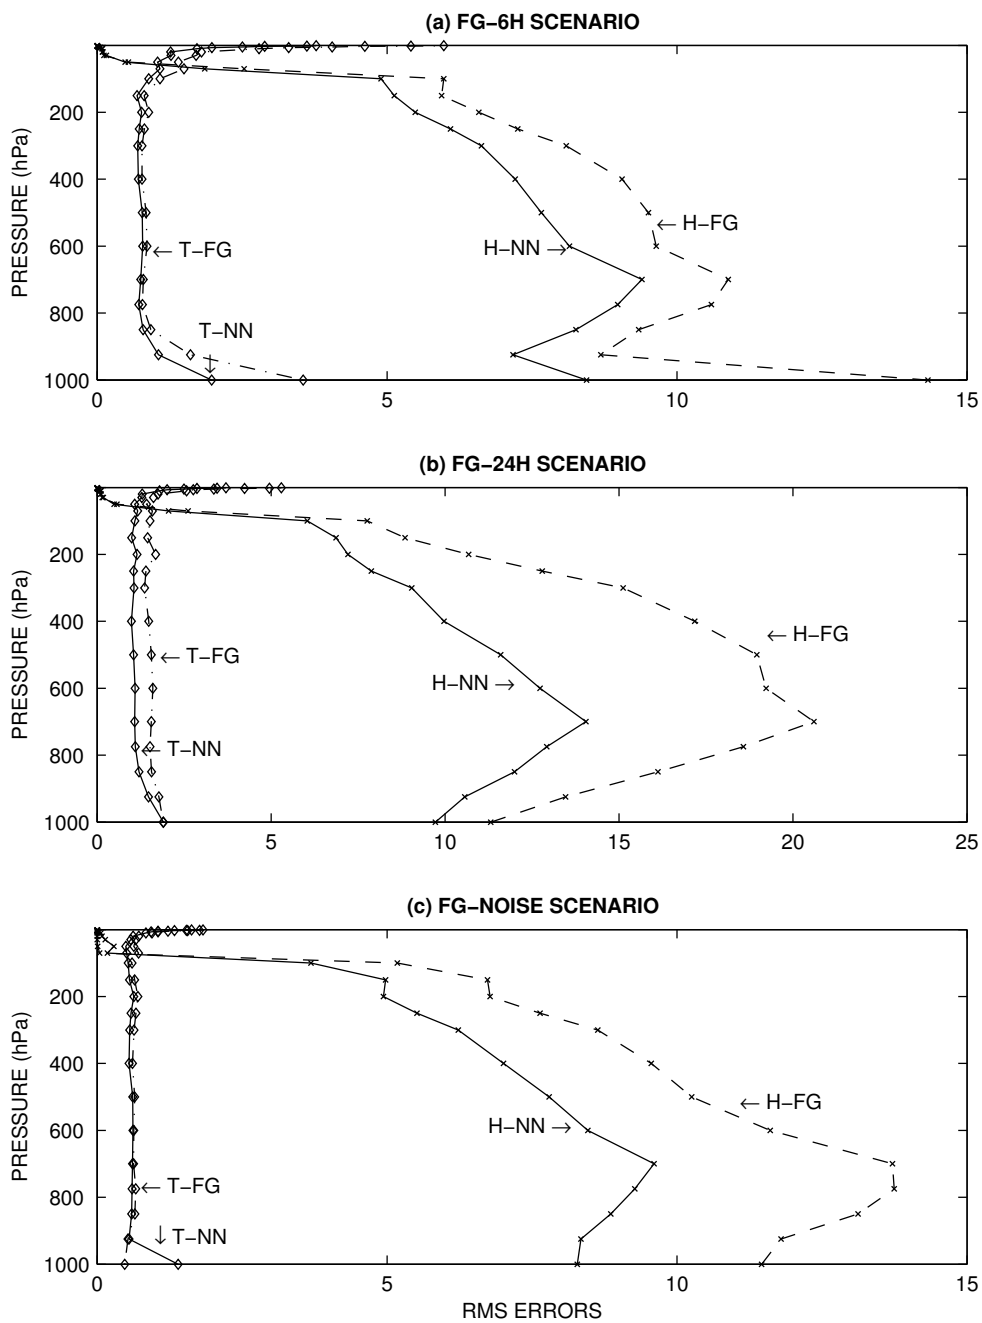 (a) FG−6H SCENARIO
PRESSURE (hPa)
200
400
600
800
1000
T−FG
T−NN
H−NN
H−FG
0 5 10 15
(b) FG−24H SCENARIO
PRESSURE (hPa)
200
400
600
800
1000
H−FG
T−FG
H−NN
T−NN
0 5 10 15 20 25
(c) FG−NOISE SCENARIO
PRESSURE (hPa)
200
400
600
800
1000
H−FG
H−NN
T−FG
T−NN
0 5 10 15
RMS ERRORS